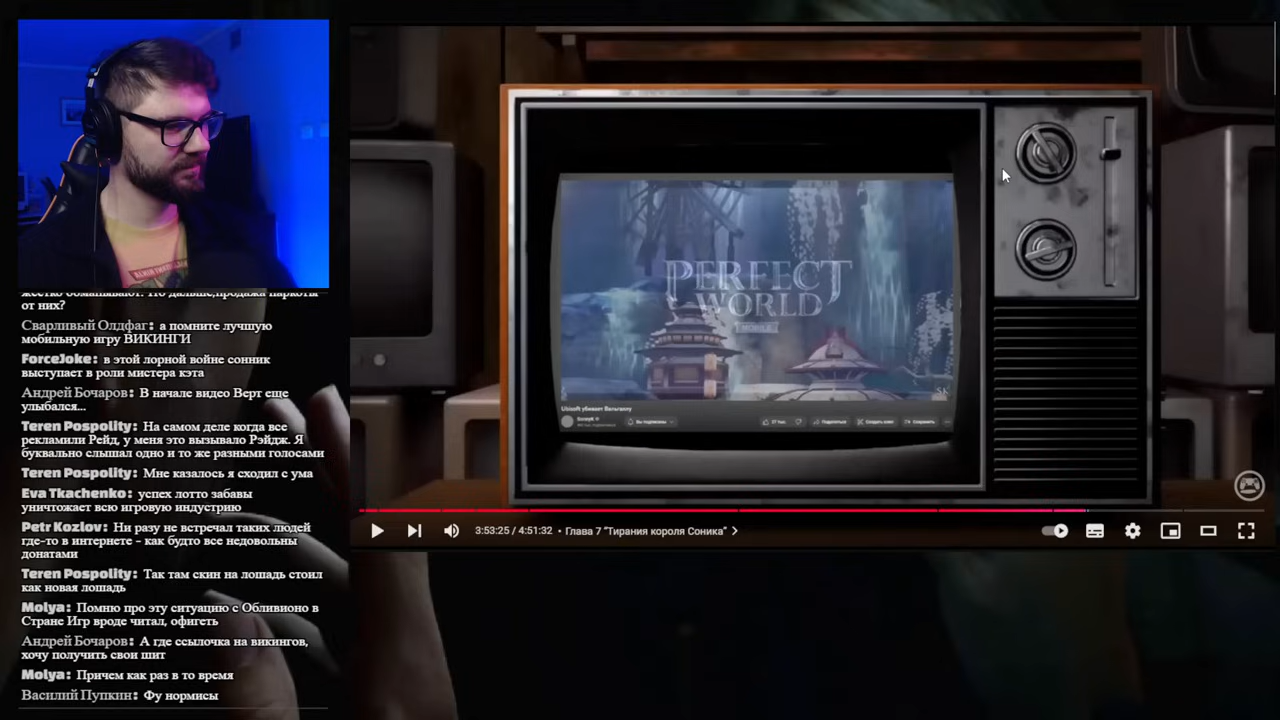 от них?
Сварливый Олдфаг: а помните лучшую
мобильную игру ВИКИНГИ
ForceJoke: в этой лорной войне сонник
выступает в роли мистера кэта
Андрей Бочаров: В начале видео Верт еще
улыбался...
Teren Pospolity: На самом деле когда все
рекламили Рейд, у меня это вызывало Рэйдж. Я
буквально слышал одно и то же разными голосами
Teren Pospolity: Мне казалось я сходил с ума
Eva Tkachenko: успех лотто забавы
уничтожает всю игровую индустрию
Petr Kozlov: Ни разу не встречал таких людей
где-то в интернете - как будто все недовольны
донатами
Teren Pospolity: Так там скин на лошадь стоил
как новая лошадь
Molya: Помню про эту ситуацию с Обливионо в
Стране Игр вроде читал, офигеть
Андрей Бочаров: А где ссылочка на викингов,
хочу получить свои шит
Molya: Причем как раз в то время
Василий Пупкин: Фу нормисы
PERFECT
WORLD
MOBILE
Ubisoft убивает Вальгаллу
Вы подписаны
Поделиться
Сохранить
3:53:25 / 4:51:32 • Глава 7 "Тирания короля Соника"